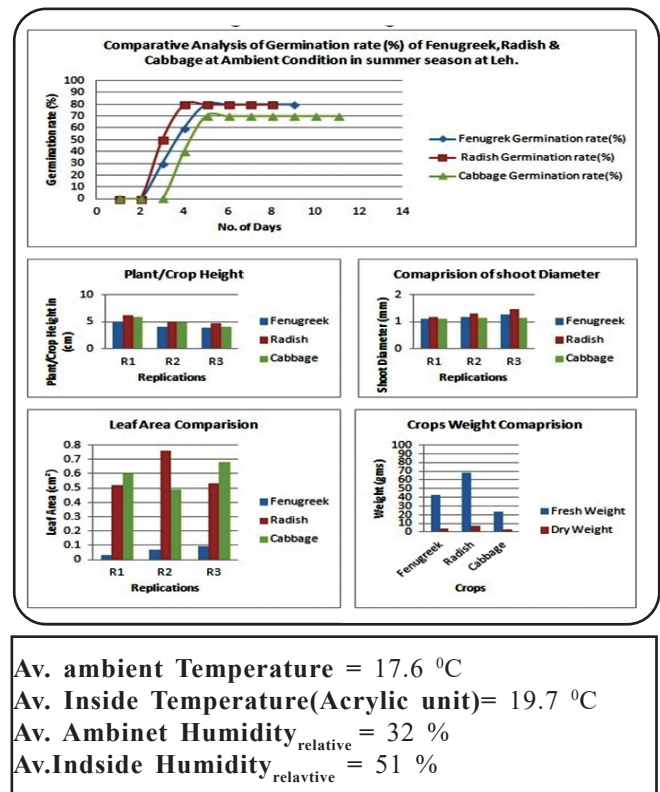 Comparative Analysis of Germination rate (%) of Fenugreek,Radish &
Cabbage at Ambient Condition in summer season at Leh.
Germination rate (%)
100
90
80
70
60
50
40
30
20
10
0
0 2 4 6 8 10 12 14
No. of Days
Fenugrek Germination rate(%)
Radish Germination rate(%)
Cabbage Germination rate(%)
Plant/Crop Height
Plant/Crop Height in
(cm)
10
5
0
R1 R2 R3
Replications
Fenugreek
Radish
Cabbage
Comaprision of shoot Diameter
Shoot Diameter (mm)
2
1
0
R1 R2 R3
Replications
Fenugreek
Radish
Cabbage
Leaf Area Comparision
Leaf Area (cm²)
0.8
0.7
0.6
0.5
0.4
0.3
0.2
0.1
0
R1 R2 R3
Replications
Fenugreek
Radish
Cabbage
Crops Weight Comaprision
Weight (gms)
100
90
80
70
60
50
40
30
20
10
0
Fenugreek
Radish
Cabbage
Crops
Fresh Weight
Dry Weight
Av. ambient Temperature = 17.6 ⁰C
Av. Inside Temperature(Acrylic unit)= 19.7 ⁰C
Av. Ambinet Humidity relative = 32 %
Av.Indside Humidity relavtive = 51 %